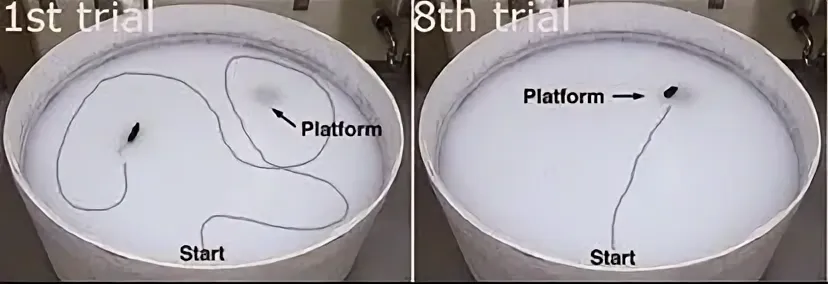 1st trial
Platform
Start
8th trial
Platform
Start